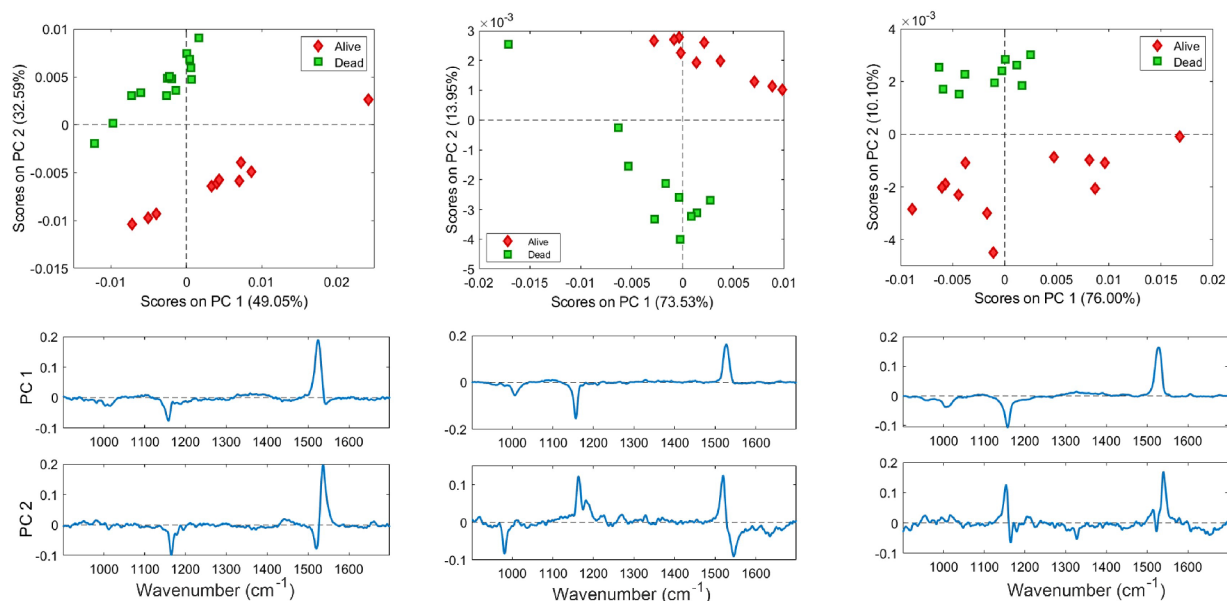 0.01
0.005
0
-0.005
-0.01
-0.015
Scores on PC 2 (32.59%)
Alive
Dead
-0.01
0
0.01
0.02
Scores on PC 1 (49.05%)
×10⁻³
3
2
1
0
-1
-2
-3
-4
-5
Scores on PC 2 (13.95%)
Alive
Dead
-0.02
-0.015
-0.01
-0.005
0
0.005
0.01
Scores on PC 1 (73.53%)
×10⁻³
4
2
0
-2
-4
Scores on PC 2 (10.10%)
Alive
Dead
-0.01
-0.005
0
0.005
0.01
0.015
0.02
Scores on PC 1 (76.00%)
PC 1
0.2
0.1
0
-0.1
1000 1100 1200 1300 1400 1500 1600
0.2
0
-0.2
1000 1100 1200 1300 1400 1500 1600
0.2
0.1
0
-0.1
1000 1100 1200 1300 1400 1500 1600
PC 2
0.2
0.1
0
-0.1
1000 1100 1200 1300 1400 1500 1600
Wavenumber (cm⁻¹)
0.1
0
-0.1
1000 1100 1200 1300 1400 1500 1600
Wavenumber (cm⁻¹)
0.2
0.1
0
-0.1
1000 1100 1200 1300 1400 1500 1600
Wavenumber (cm⁻¹)